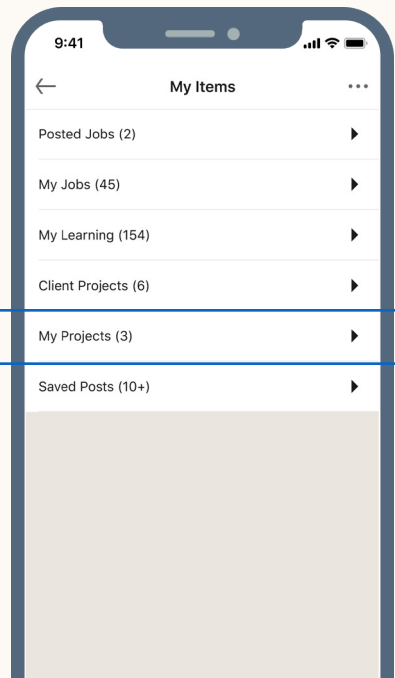 9:41
My Items
Posted Jobs (2)
My Jobs (45)
My Learning (154)
Client Projects (6)
My Projects (3)
Saved Posts (10+)